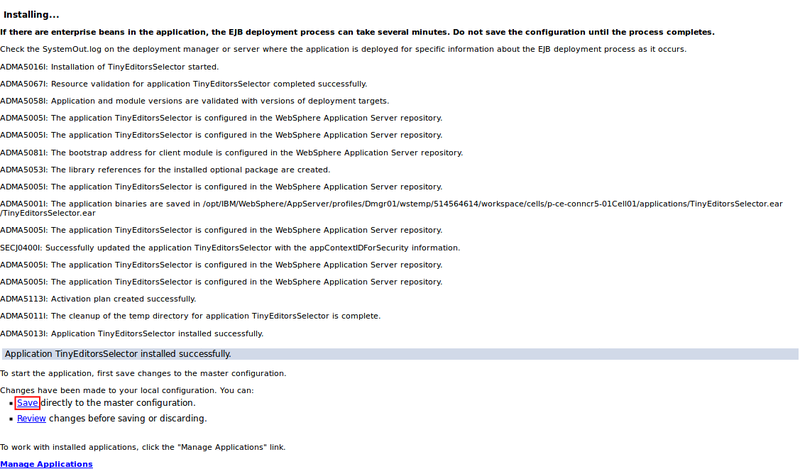 Installing...
If there are enterprise beans in the application, the EJB deployment process can take several minutes. Do not save the configuration until the process completes.
Check the SystemOut.log on the deployment manager or server where the application is deployed for specific information about the EJB deployment process as it occurs.
ADMA5016I: Installation of TinyEditorsSelector started.
ADMA5067I: Resource validation for application TinyEditorsSelector completed successfully.
ADMA5058I: Application and module versions are validated with versions of deployment targets.
ADMA5005I: The application TinyEditorsSelector is configured in the WebSphere Application Server repository.
ADMA5005I: The application TinyEditorsSelector is configured in the WebSphere Application Server repository.
ADMA5081I: The bootstrap address for client module is configured in the WebSphere Application Server repository.
ADMA5053I: The library references for the installed optional package are created.
ADMA5005I: The application TinyEditorsSelector is configured in the WebSphere Application Server repository.
ADMA5001I: The application binaries are saved in /opt/IBM/WebSphere/AppServer/profiles/Dmgr01/wstemp/514564614/workspace/cells/p-ce-conncr5-01Cell01/applications/TinyEditorsSelector.ear
/TinyEditorsSelector.ear
ADMA5005I: The application TinyEditorsSelector is configured in the WebSphere Application Server repository.
SECJ0400I: Successfully updated the application TinyEditorsSelector with the appContextIDForSecurity information.
ADMA5005I: The application TinyEditorsSelector is configured in the WebSphere Application Server repository.
ADMA5005I: The application TinyEditorsSelector is configured in the WebSphere Application Server repository.
ADMA5113I: Activation plan created successfully.
ADMA5011I: The cleanup of the temp directory for application TinyEditorsSelector is complete.
ADMA5013I: Application TinyEditorsSelector installed successfully.
Application TinyEditorsSelector installed successfully.
To start the application, first save changes to the master configuration.
Changes have been made to your local configuration. You can:
▪ Save directly to the master configuration.
▪ Review changes before saving or discarding.
To work with installed applications, click the "Manage Applications" link.
Manage Applications